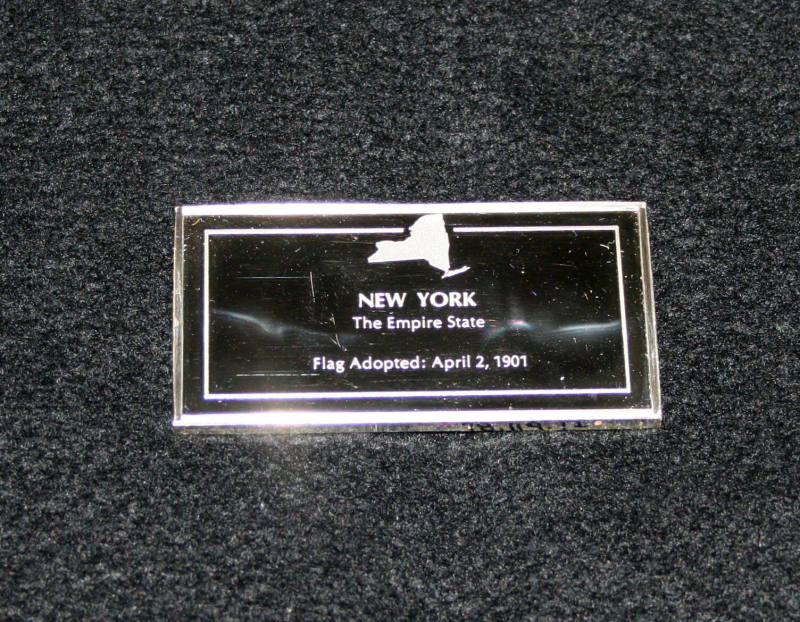 NEW YORK
The Empire State
Flag Adopted: April 2, 1901